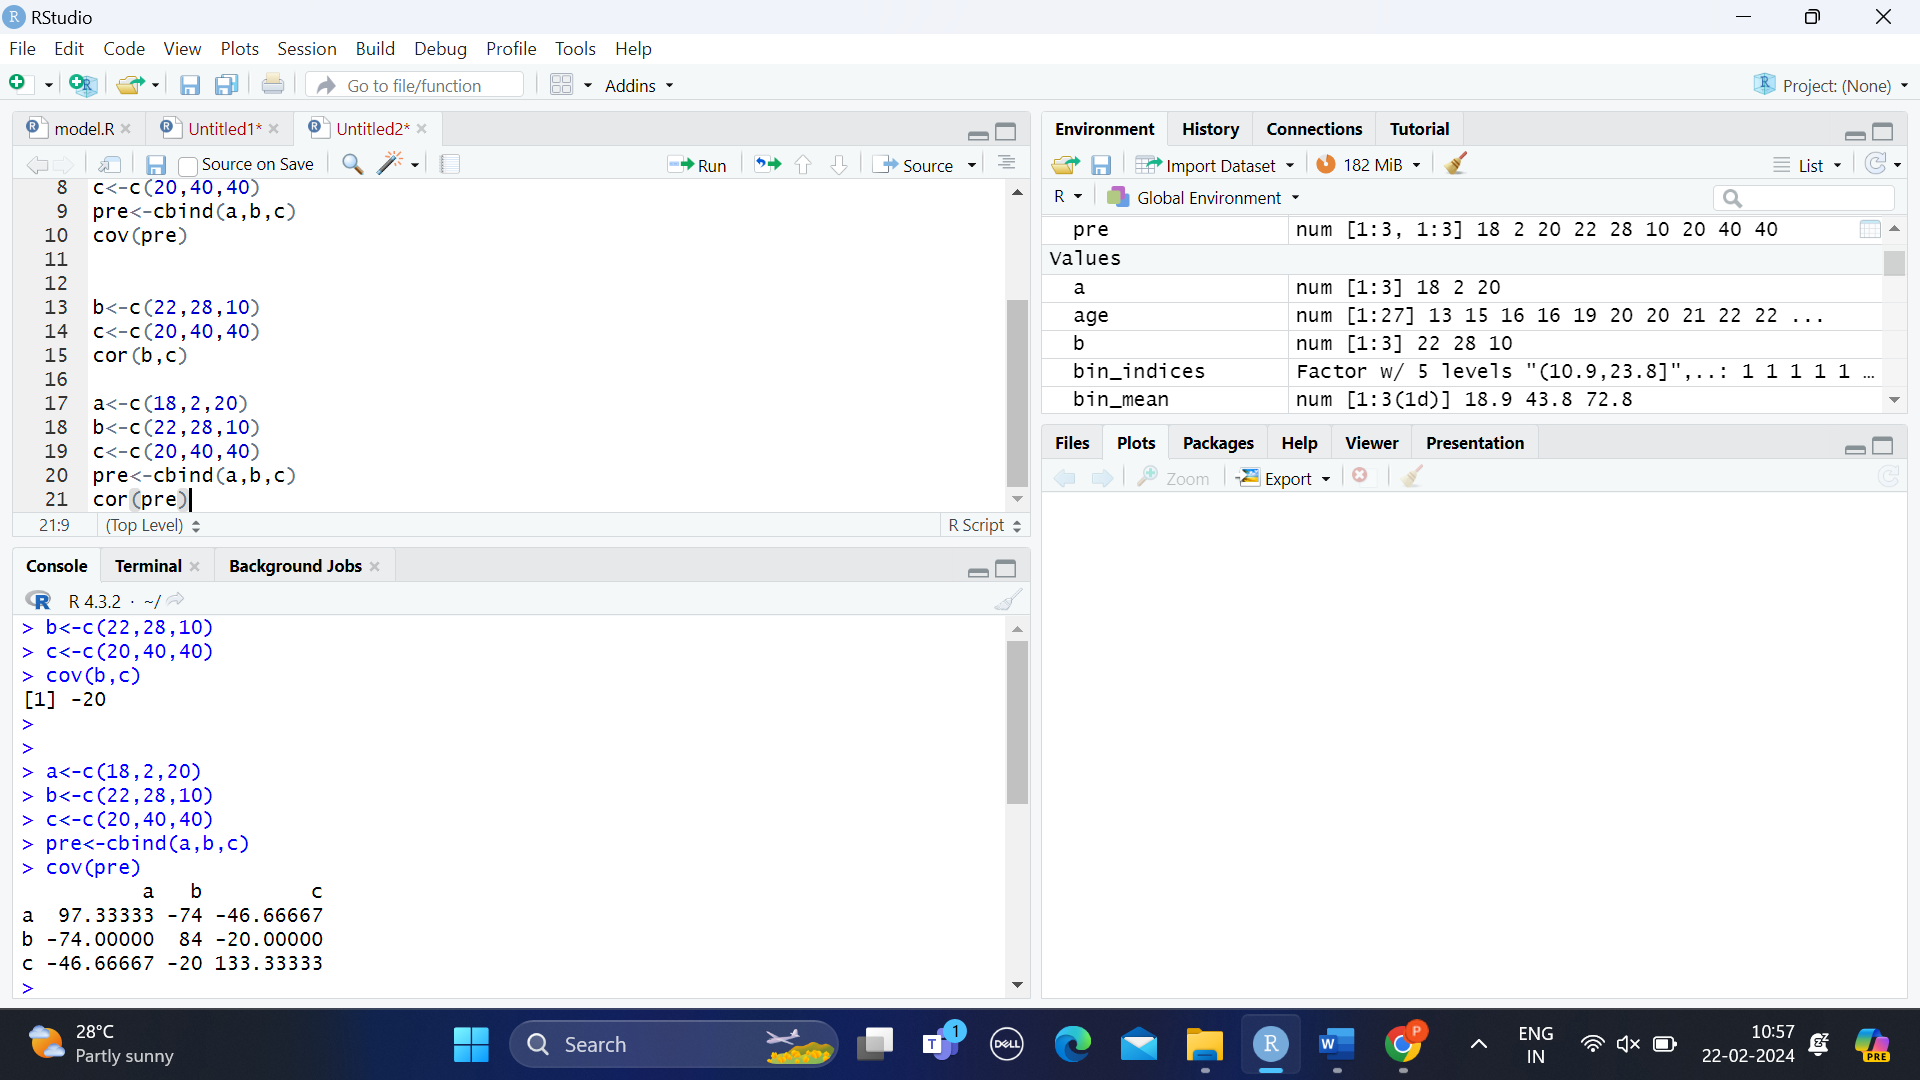 RStudio
File Edit Code View Plots Session Build Debug Profile Tools Help
Go to file/function Addins Project: (None)
model.R Untitled1* Untitled2*
Source on Save Run Source
8 c<-c(20,40,40)
9 pre<-cbind(a,b,c)
10 cov(pre)
11
12
13 b<-c(22,28,10)
14 c<-c(20,40,40)
15 cor(b,c)
16
17 a<-c(18,2,20)
18 b<-c(22,28,10)
19 c<-c(20,40,40)
20 pre<-cbind(a,b,c)
21 cor(pre)
21:9 (Top Level) R Script
Console Terminal Background Jobs
R R 4.3.2 · ~/
> b<-c(22,28,10)
> c<-c(20,40,40)
> cov(b,c)
[1] -20
>
>
> a<-c(18,2,20)
> b<-c(22,28,10)
> c<-c(20,40,40)
> pre<-cbind(a,b,c)
> cov(pre)
a b c
a 97.33333 -74 -46.66667
b -74.00000 84 -20.00000
c -46.66667 -20 133.33333
>
Environment History Connections Tutorial
Import Dataset 182 MiB List
R Global Environment
pre num [1:3, 1:3] 18 2 20 22 28 10 20 40 40
Values
a num [1:3] 18 2 20
age num [1:27] 13 15 16 16 19 20 20 21 22 22 ...
b num [1:3] 22 28 10
bin_indices Factor w/ 5 levels "(10.9,23.8]",..: 1 1 1 1 1 …
bin_mean num [1:3(1d)] 18.9 43.8 72.8
Files Plots Packages Help Viewer Presentation
Zoom Export
28°C
Partly sunny
Search
T 1
DELL
R
W
P
ENG
IN
10:57
22-02-2024
PRE